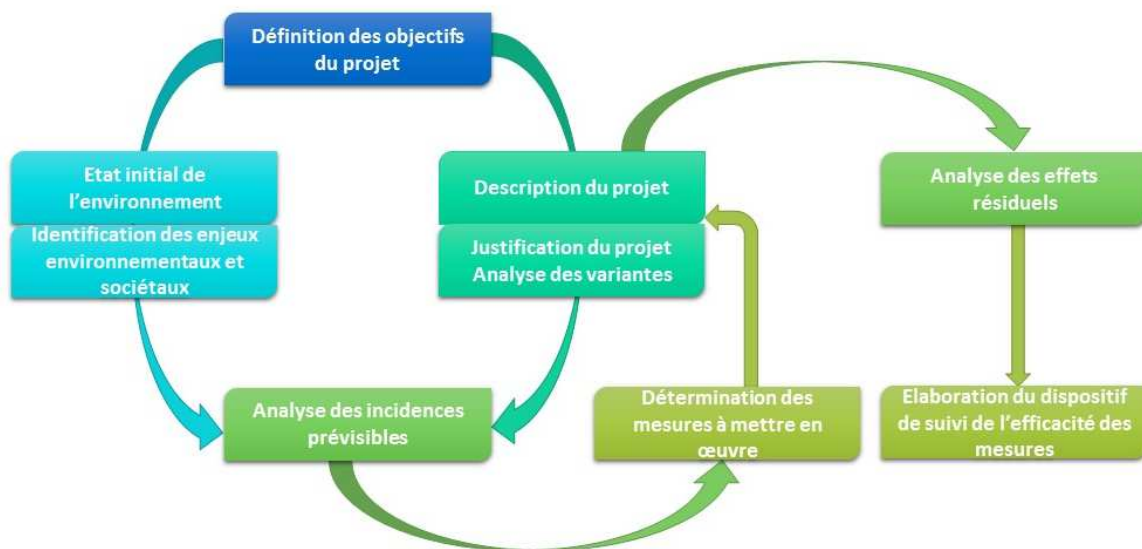 Définition des objectifs
du projet
Etat initial de
l'environnement
Identification des enjeux
environnementaux et
sociétaux
Description du projet
Justification du projet
Analyse des variantes
Analyse des effets
résiduels
Analyse des incidences
prévisibles
Détermination des
mesures à mettre en
œuvre
Elaboration du dispositif
de suivi de l'efficacité des
mesures